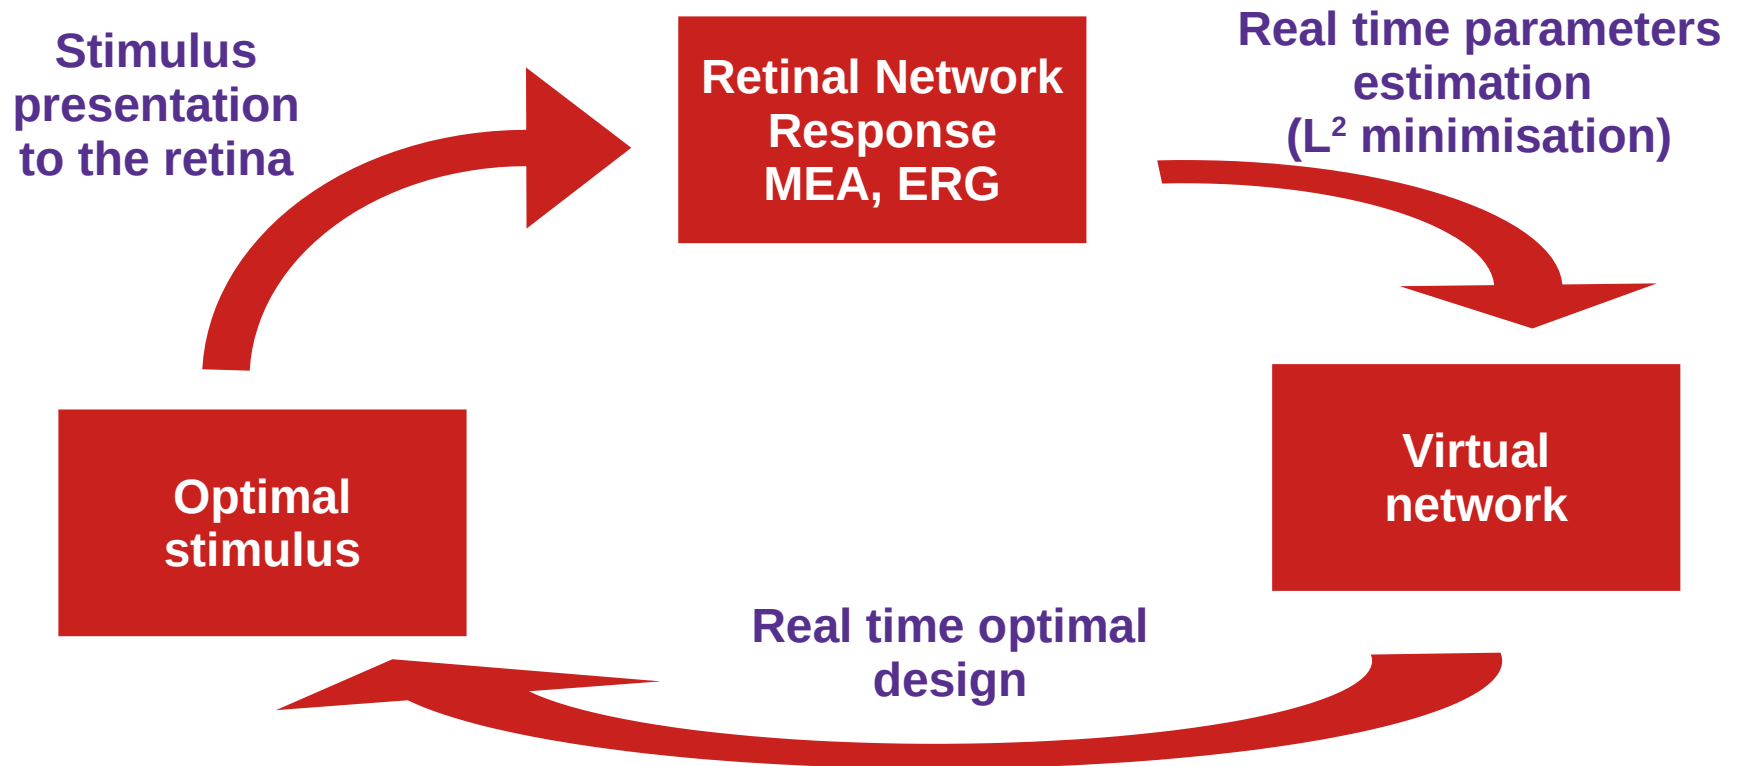 Stimulus
presentation
to the retina
Retinal Network
Response
MEA, ERG
Real time parameters
estimation
(L² minimisation)
Optimal
stimulus
Virtual
network
Real time optimal
design